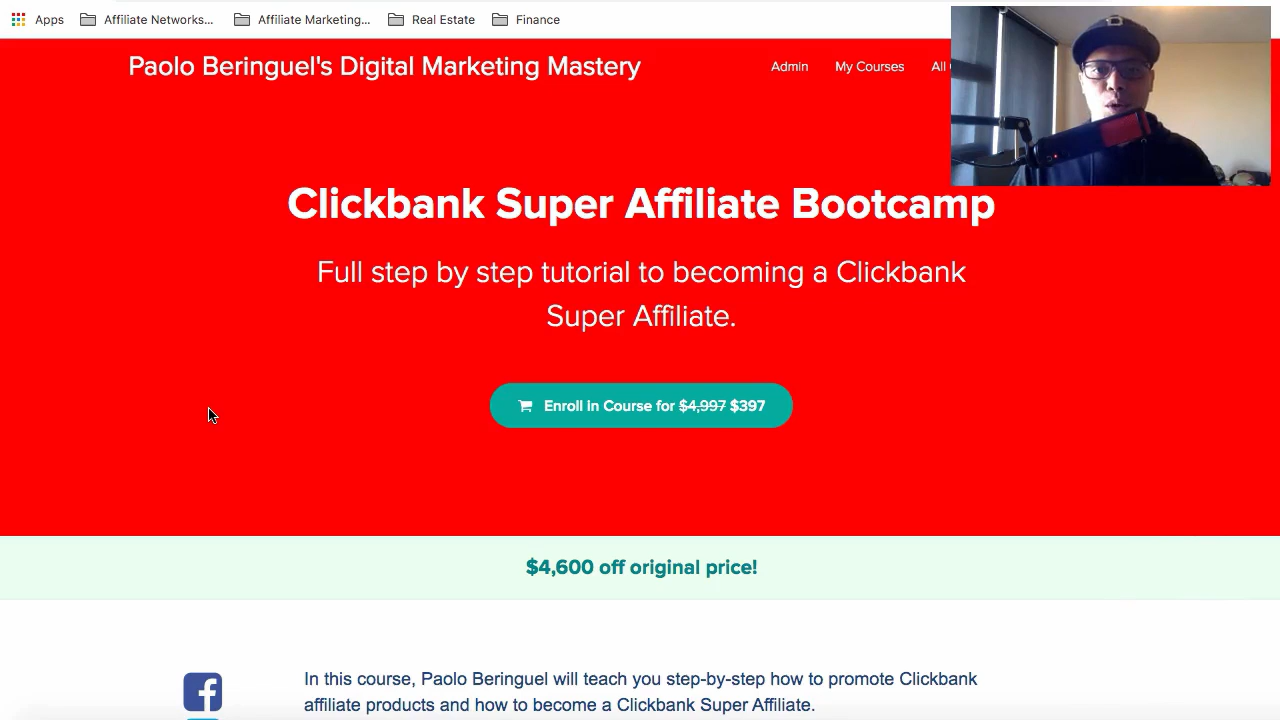 Apps Affiliate Networks... Affiliate Marketing... Real Estate Finance
Paolo Beringuel's Digital Marketing Mastery Admin My Courses All
Clickbank Super Affiliate Bootcamp
Full step by step tutorial to becoming a Clickbank
Super Affiliate.
Enroll in Course for $4,997 $397
$4,600 off original price!
In this course, Paolo Beringuel will teach you step-by-step how to promote Clickbank
affiliate products and how to become a Clickbank Super Affiliate.